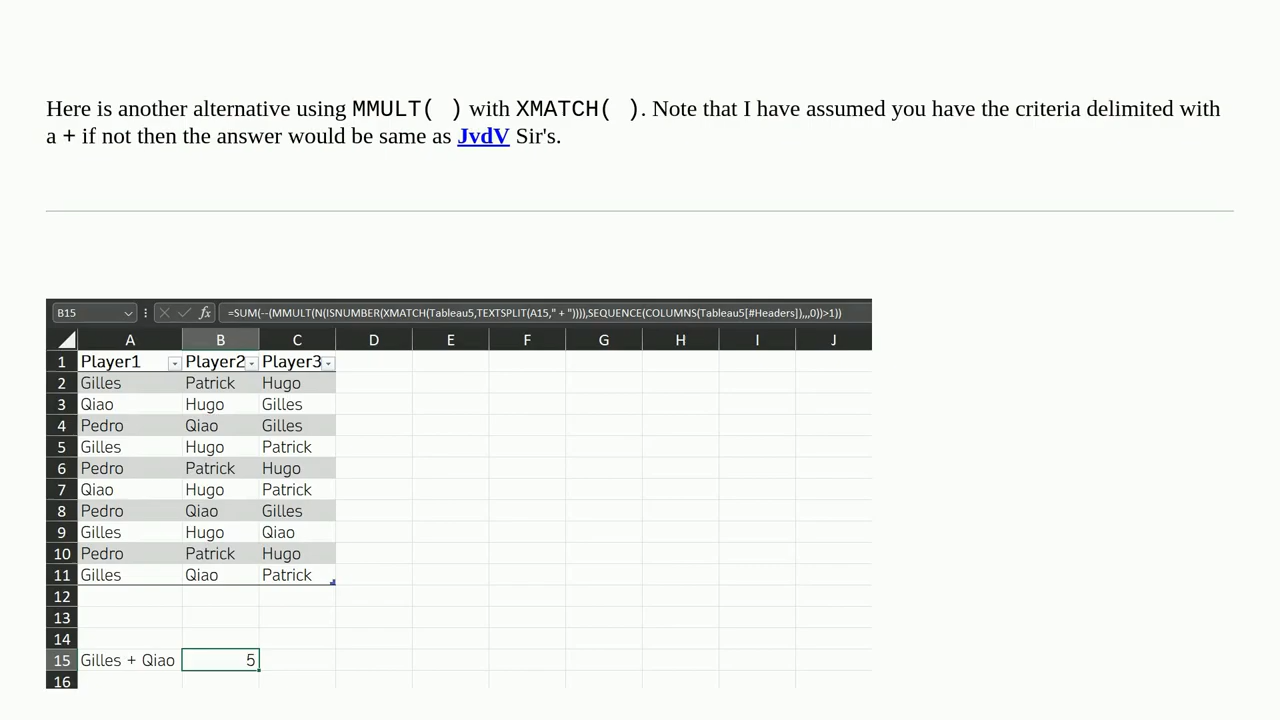 Here is another alternative using MMULT( ) with XMATCH( ). Note that I have assumed you have the criteria delimited with
a + if not then the answer would be same as JvdV Sir's.
B15 fx =SUM(--(MMULT(N(ISNUMBER(XMATCH(Tableau5,TEXTSPLIT(A15," + ")))),SEQUENCE(COLUMNS(Tableau5[#Headers]),,,0))>1))
A B C D E F G H I J
1 Player1 Player2 Player3
2 Gilles Patrick Hugo
3 Qiao Hugo Gilles
4 Pedro Qiao Gilles
5 Gilles Hugo Patrick
6 Pedro Patrick Hugo
7 Qiao Hugo Patrick
8 Pedro Qiao Gilles
9 Gilles Hugo Qiao
10 Pedro Patrick Hugo
11 Gilles Qiao Patrick
12
13
14
15 Gilles + Qiao 5
16